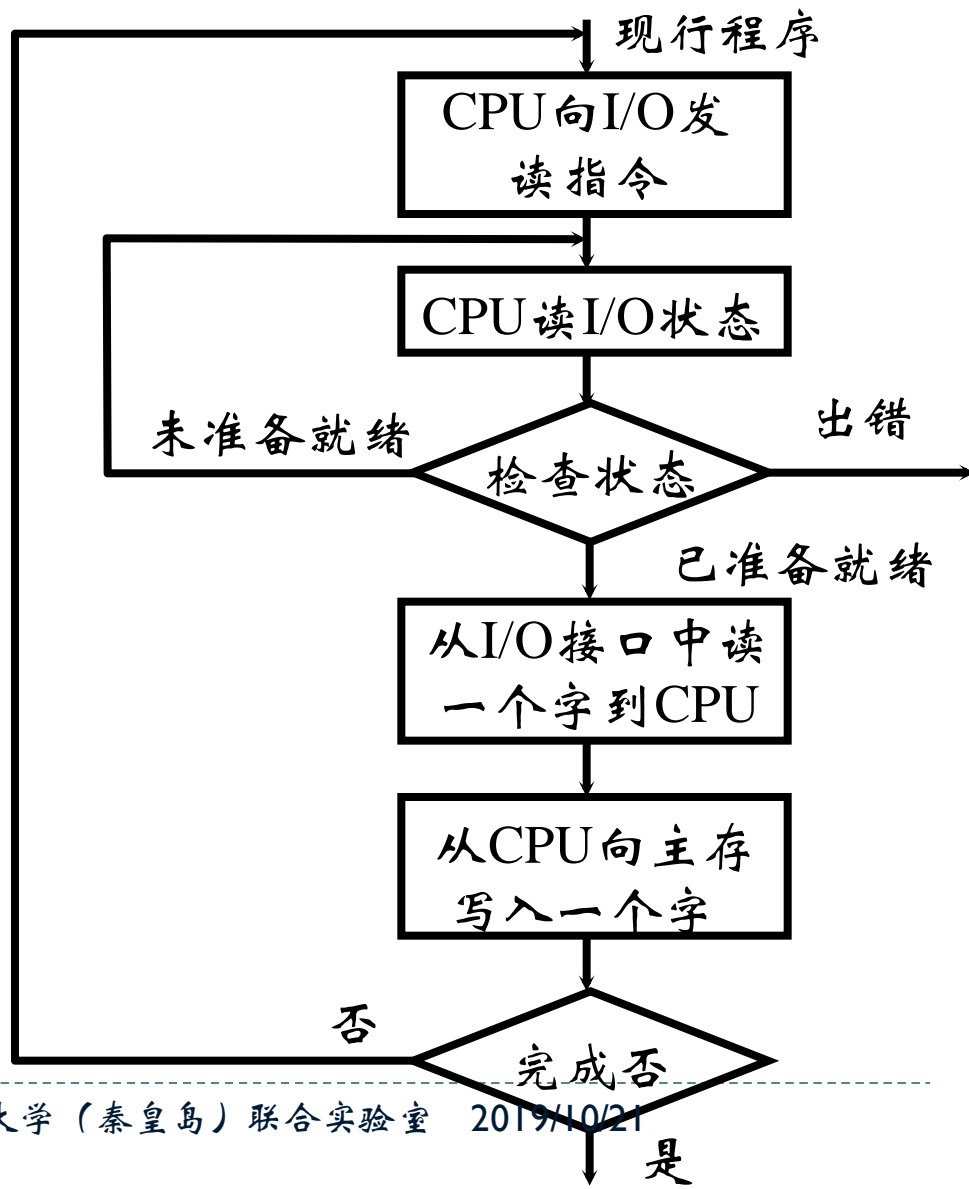 现行程序
CPU向I/O发
读指令
CPU读I/O状态
未准备就绪
出错
检查状态
已准备就绪
从I/O接口中读
一个字到CPU
从CPU向主存
写入一个字
否
完成否
大学（秦皇岛）联合实验室 2019/10/21
是